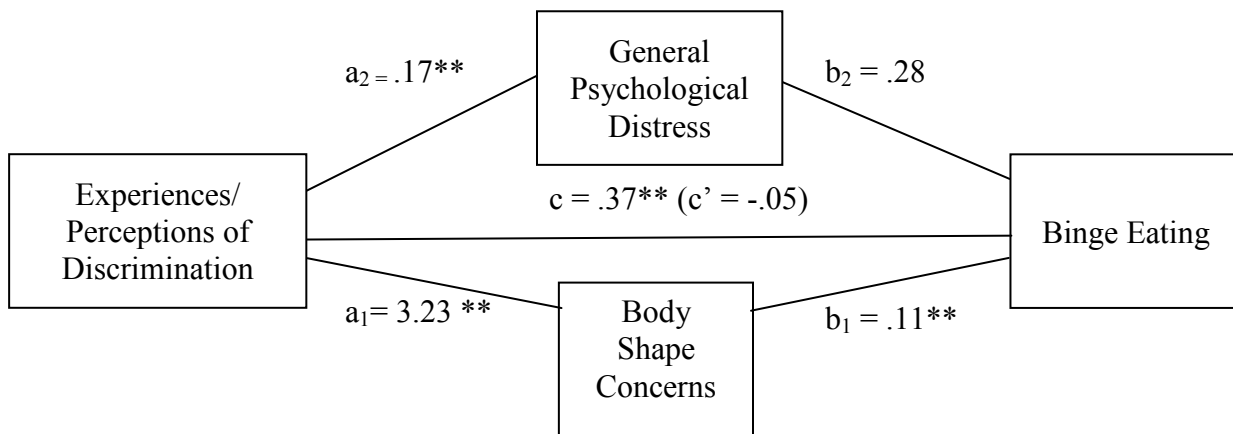 General
Psychological
Distress
a2 = .17**
b2 = .28
Experiences/
Perceptions of
Discrimination
c = .37** (c’ = -.05)
Binge Eating
a1= 3.23 **
Body
Shape
Concerns
b1 = .11**